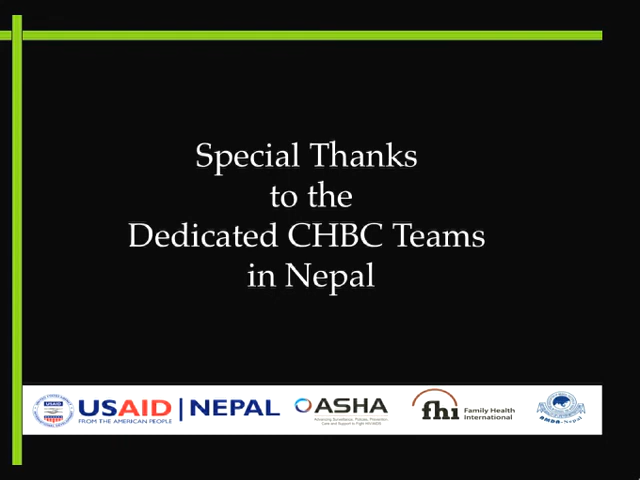 Special Thanks
to the
Dedicated CHBC Teams
in Nepal
USAID
USAID | NEPAL
FROM THE AMERICAN PEOPLE
ASHA
fhi
Family Health
International